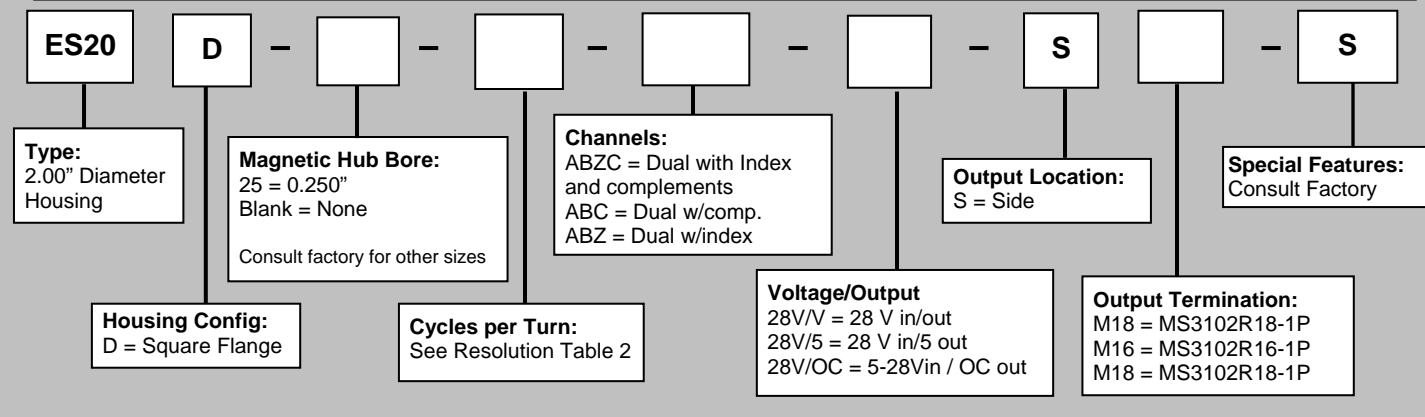 ES20 D – – – – S – S
Type:
2.00” Diameter
Housing
Magnetic Hub Bore:
25 = 0.250”
Blank = None
Consult factory for other sizes
Channels:
ABZC = Dual with Index
and complements
ABC = Dual w/comp.
ABZ = Dual w/index
Output Location:
S = Side
Special Features:
Consult Factory
Housing Config:
D = Square Flange
Cycles per Turn:
See Resolution Table 2
Voltage/Output
28V/V = 28 V in/out
28V/5 = 28 V in/5 out
28V/OC = 5-28Vin / OC out
Output Termination:
M18 = MS3102R18-1P
M16 = MS3102R16-1P
M18 = MS3102R18-1P